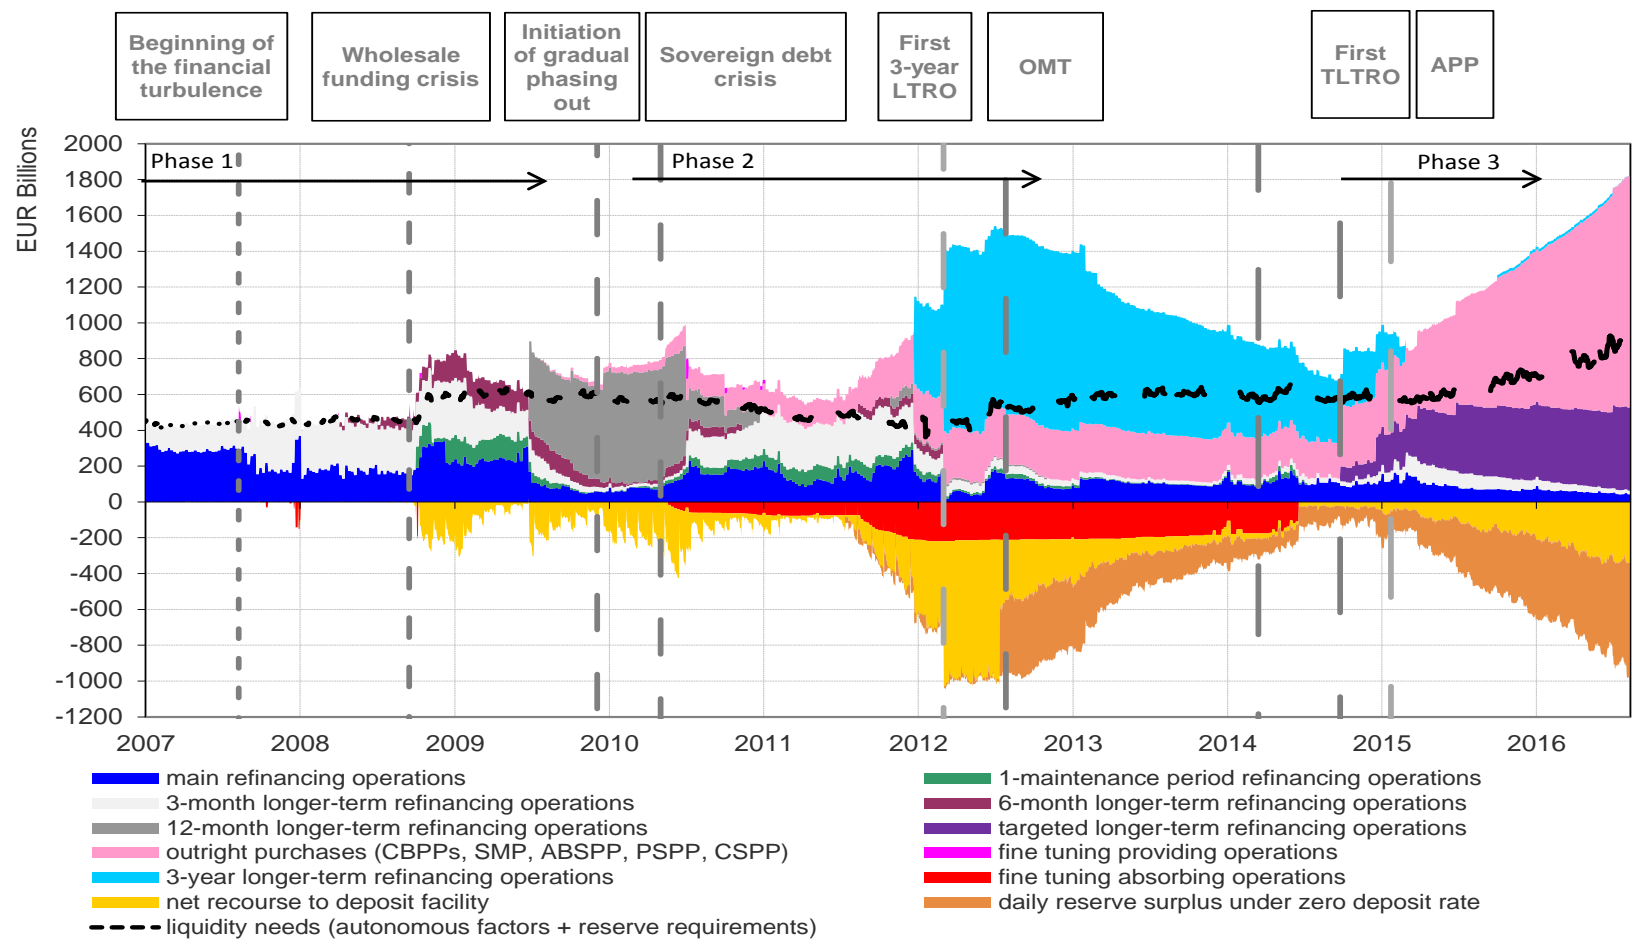 Beginning of
the financial
turbulence
Wholesale
funding crisis
Initiation
of gradual
phasing
out
Sovereign debt
crisis
First
3-year
LTRO
OMT
First
TLTRO
APP
EUR Billions
Phase 1
Phase 2
Phase 3
2000
1800
1600
1400
1200
1000
800
600
400
200
0
-200
-400
-600
-800
-1000
-1200
2007 2008 2009 2010 2011 2012 2013 2014 2015 2016
main refinancing operations
3-month longer-term refinancing operations
12-month longer-term refinancing operations
outright purchases (CBPPs, SMP, ABSPP, PSPP, CSPP)
3-year longer-term refinancing operations
net recourse to deposit facility
liquidity needs (autonomous factors + reserve requirements)
1-maintenance period refinancing operations
6-month longer-term refinancing operations
targeted longer-term refinancing operations
fine tuning providing operations
fine tuning absorbing operations
daily reserve surplus under zero deposit rate